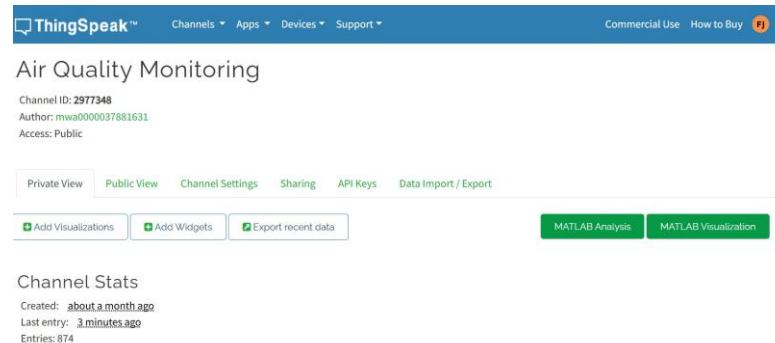 ThingSpeak™ Channels Apps Devices Support Commercial Use How to Buy FJ
Air Quality Monitoring
Channel ID: 2977348
Author: mwa0000037881631
Access: Public
Private View Public View Channel Settings Sharing API Keys Data Import / Export
Add Visualizations Add Widgets Export recent data MATLAB Analysis MATLAB Visualization
Channel Stats
Created: about a month ago
Last entry: 3 minutes ago
Entries: 874